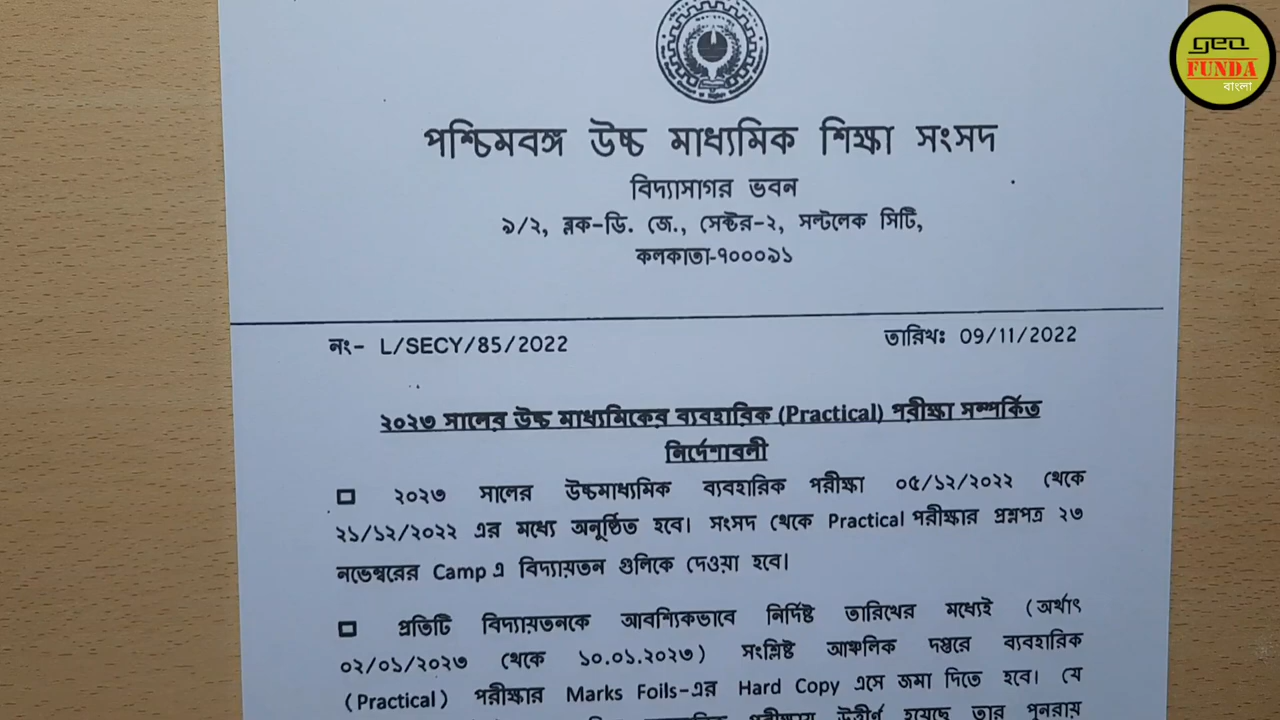 geo
FUNDA
বাংলা
পশ্চিমবঙ্গ উচ্চ মাধ্যমিক শিক্ষা সংসদ
বিদ্যাসাগর ভবন
৯/২, ব্লক-ডি. জে., সেক্টর-২, সল্টলেক সিটি,
কলকাতা-৭০০০৯১
নং- L/SECY/85/2022 তারিখঃ 09/11/2022
২০২৩ সালের উচ্চ মাধ্যমিকের ব্যবহারিক (Practical) পরীক্ষা সম্পর্কিত
নির্দেশাবলী
২০২৩ সালের উচ্চমাধ্যমিক ব্যবহারিক পরীক্ষা ০৫/১২/২০২২ থেকে
২১/১২/২০২২ এর মধ্যে অনুষ্ঠিত হবে। সংসদ থেকে Practical পরীক্ষার প্রশ্নপত্র ২৩
নভেম্বরের Camp এ বিদ্যায়তন গুলিকে দেওয়া হবে।
প্রতিটি বিদ্যায়তনকে আবশ্যিকভাবে নির্দিষ্ট তারিখের মধ্যেই (অর্থাৎ
০২/০১/২০২৩ থেকে ১০.০১.২০২৩) সংশ্লিষ্ট আঞ্চলিক দপ্তরে ব্যবহারিক
(Practical) পরীক্ষার Marks Foils-এর Hard Copy এসে জমা দিতে হবে। যে
পরীক্ষায় উত্তীর্ণ হয়েছে তার পুনরায়